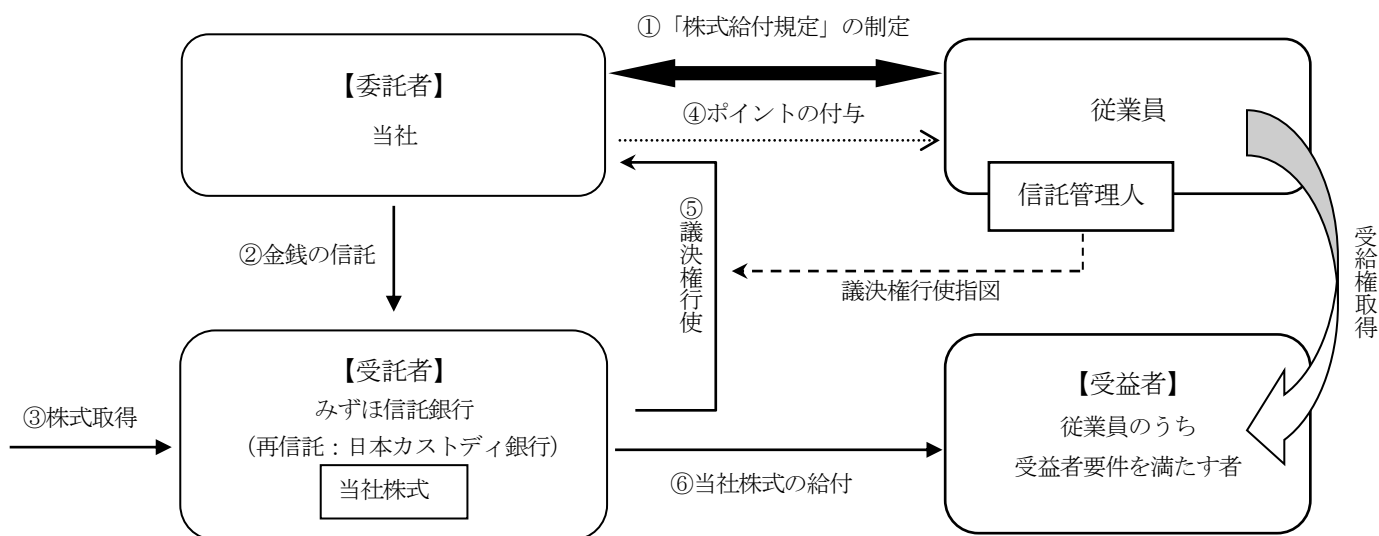 ①「株式給付規定」の制定
【委託者】
当社
④ポイントの付与
従業員
信託管理人
②金銭の信託
⑤議決権行使
議決権行使指図
受給権取得
【受託者】
みずほ信託銀行
（再信託：日本カストディ銀行）
当社株式
③株式取得
⑥当社株式の給付
【受益者】
従業員のうち
受益者要件を満たす者